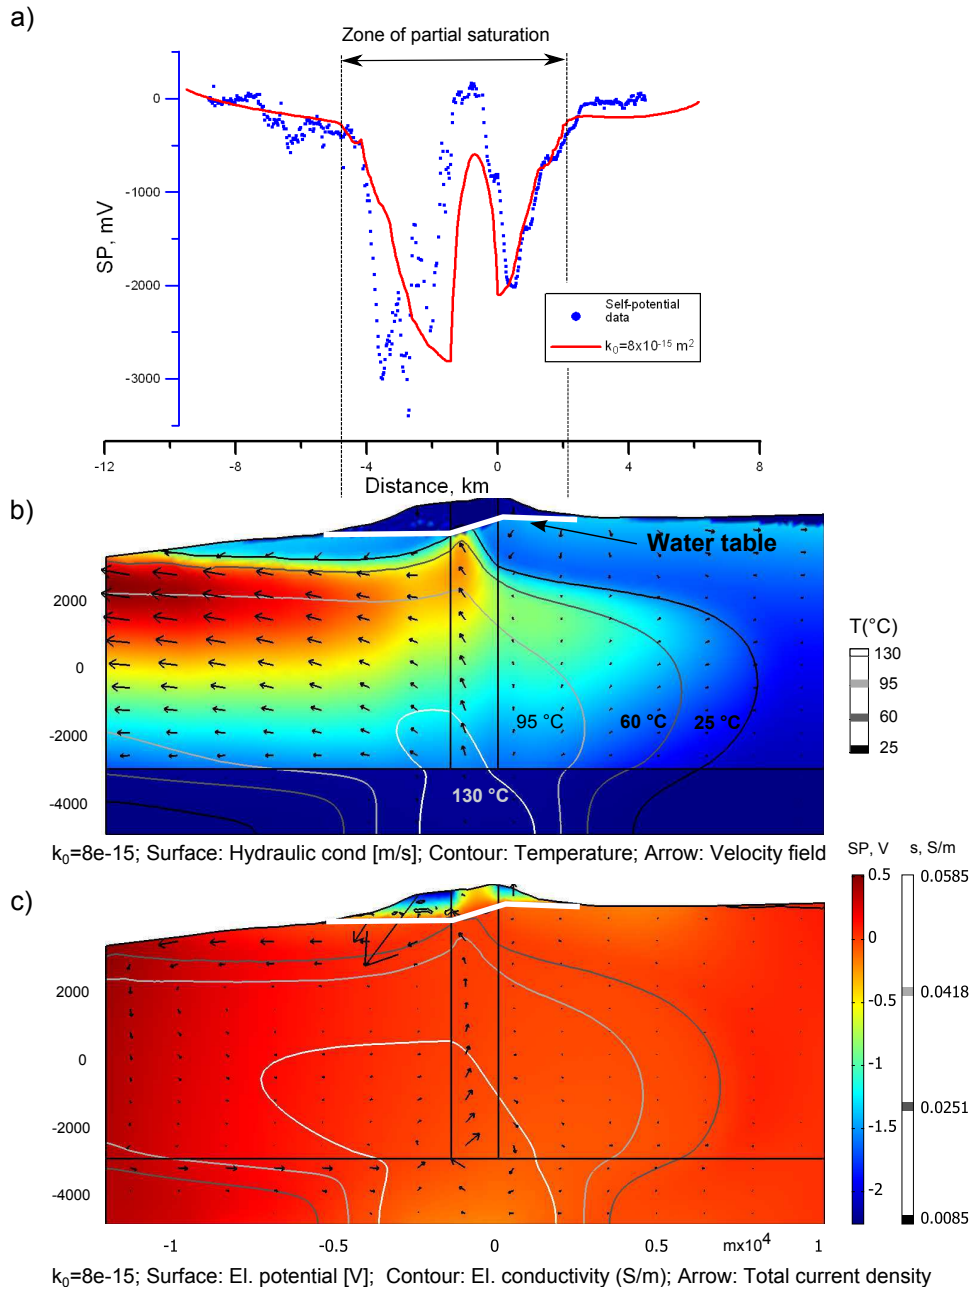 a)
Zone of partial saturation
0
-1000
-2000
-3000
SP, mV
Self-potential
data
k₀=8x10⁻¹⁵ m²
-12
-8
-4
0
4
8
Distance, km
b)
Water table
2000
0
-2000
-4000
95 °C
60 °C
25 °C
130 °C
T(°C)
130
95
60
25
k₀=8e-15; Surface: Hydraulic cond [m/s]; Contour: Temperature; Arrow: Velocity field
c)
2000
0
-2000
-4000
-1
-0.5
0
0.5
mx10⁴
1
SP, V
0.5
0
-0.5
-1
-1.5
-2
s, S/m
0.0585
0.0418
0.0251
0.0085
k₀=8e-15; Surface: El. potential [V]; Contour: El. conductivity (S/m); Arrow: Total current density